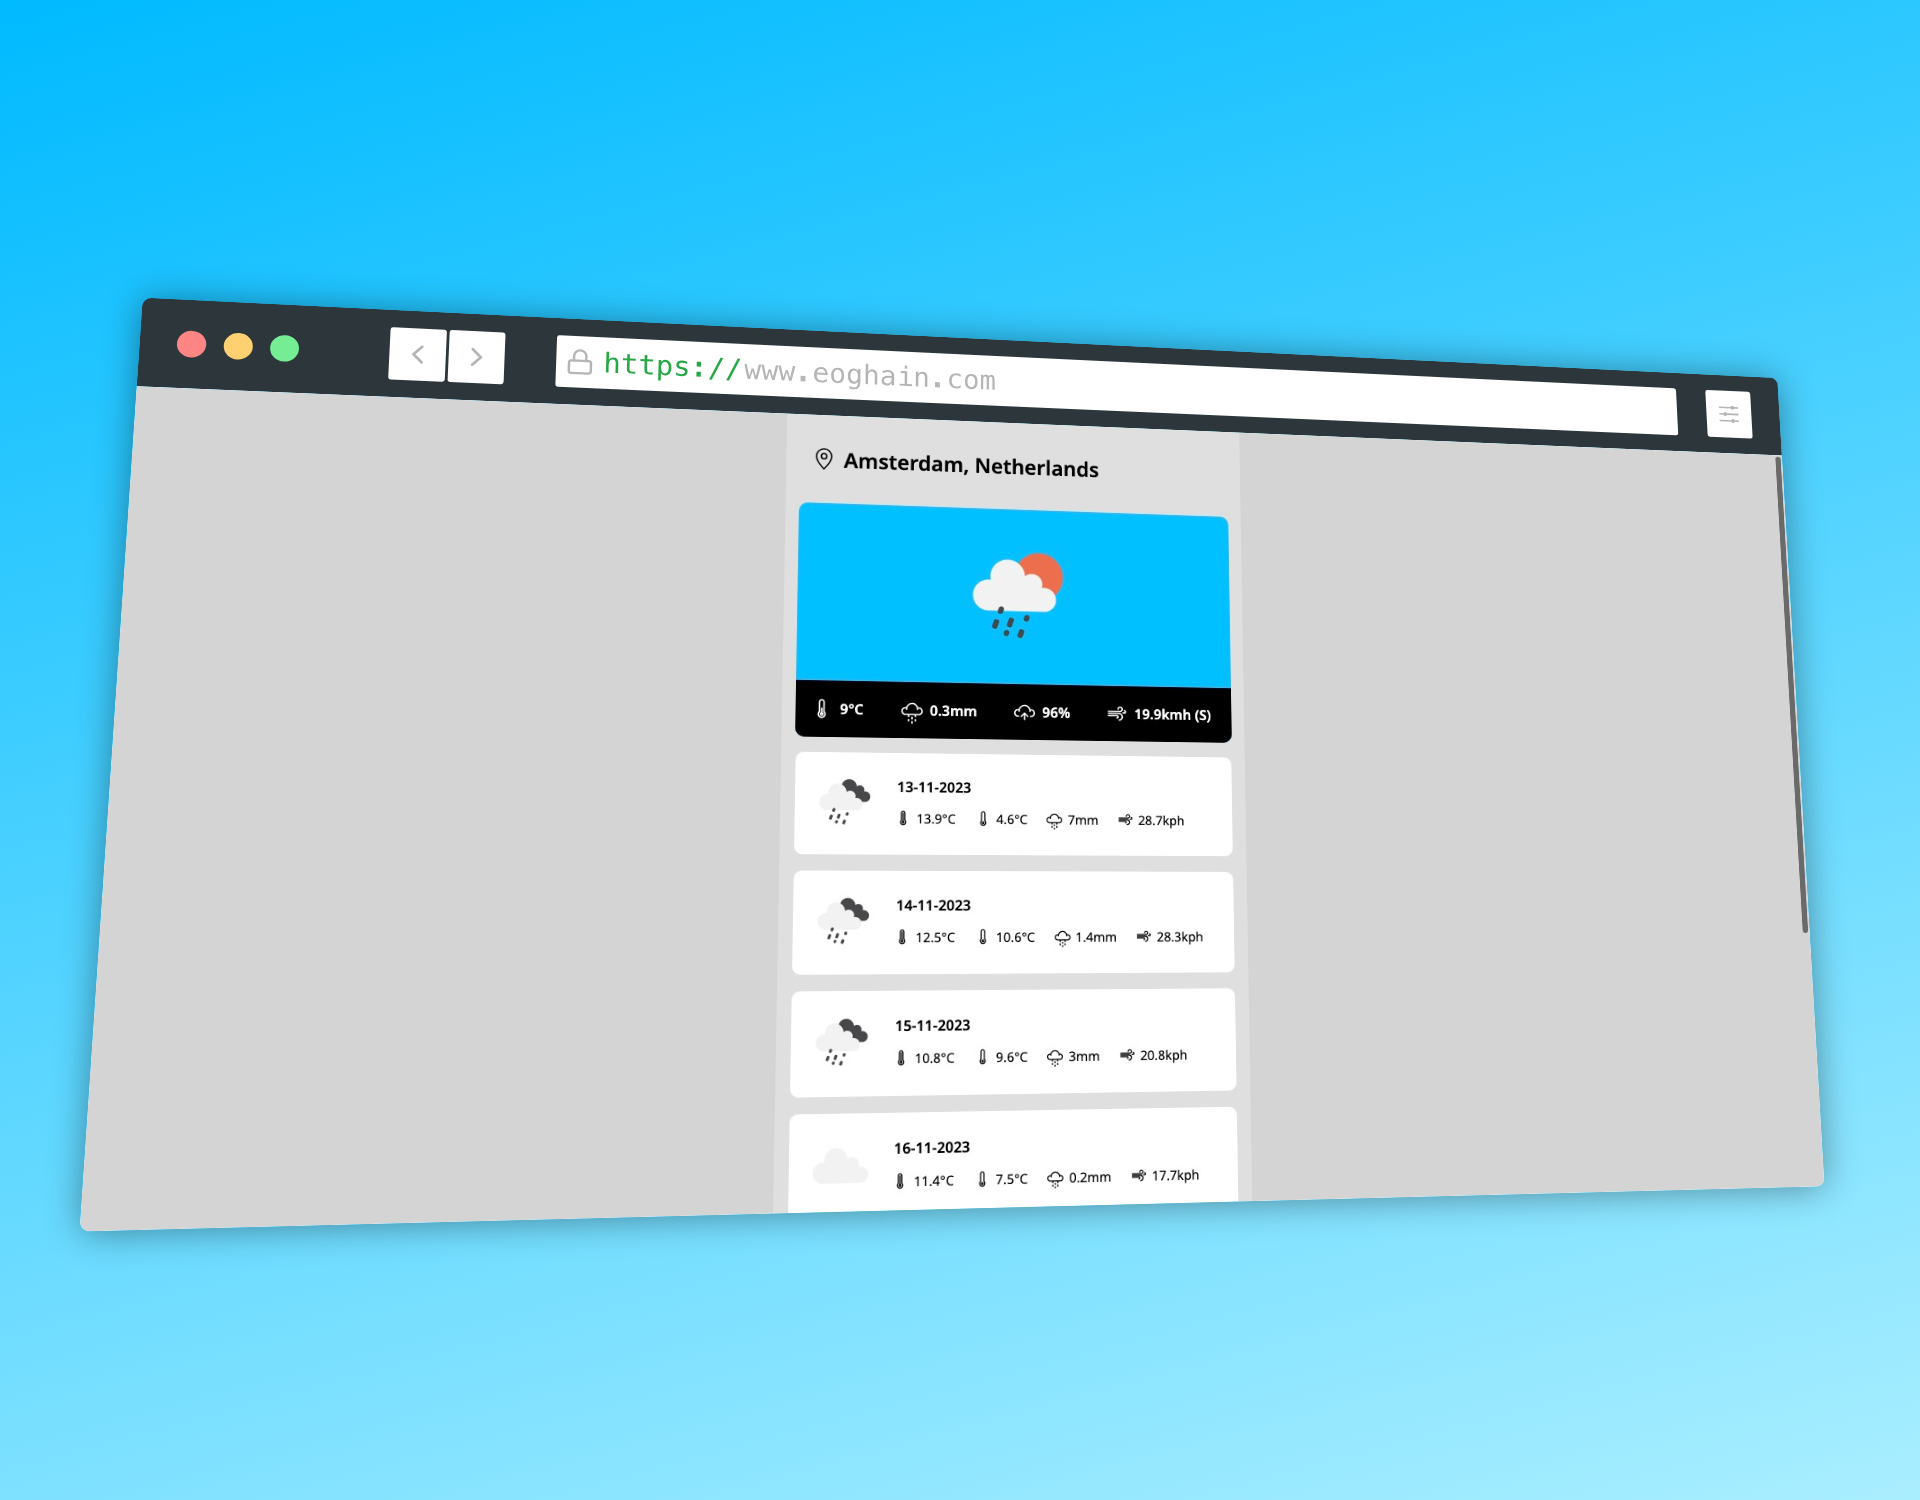 https://www.eoghain.com
Amsterdam, Netherlands
9°C 0.3mm 96% 19.9kmh (S)
13-11-2023
13.9°C 4.6°C 7mm 28.7kph
14-11-2023
12.5°C 10.6°C 1.4mm 28.3kph
15-11-2023
10.8°C 9.6°C 3mm 20.8kph
16-11-2023
11.4°C 7.5°C 0.2mm 17.7kph